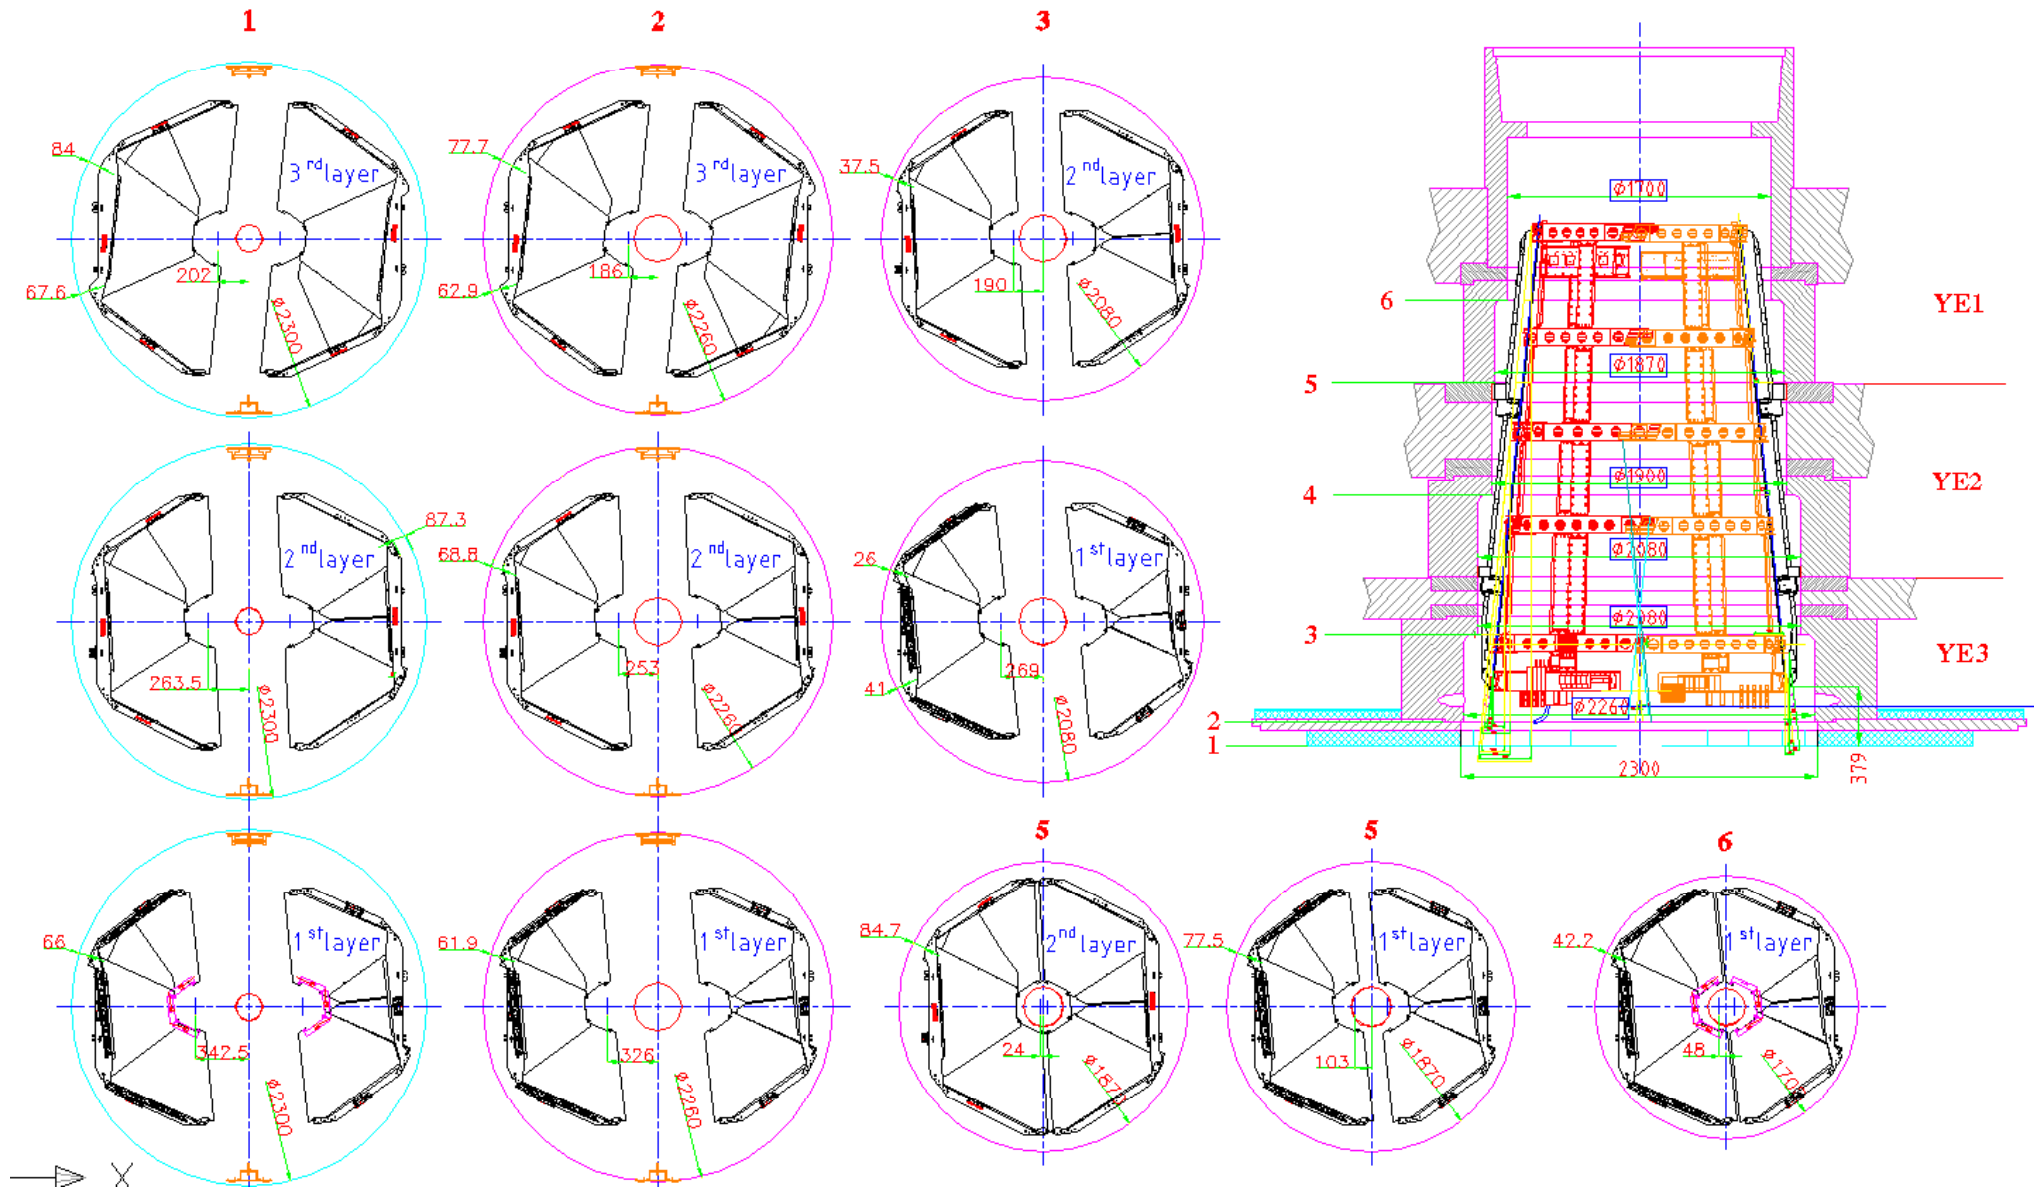 1
2
3
84
3rd layer
67.6
202
ø2300
77.7
3rd layer
62.9
186
ø2260
37.5
2nd layer
190
ø2080
87.3
2nd layer
263.5
ø2300
68.8
2nd layer
253
ø2260
26
1st layer
41
269
ø2080
5
5
6
66
1st layer
342.5
ø2300
61.9
1st layer
326
ø2260
84.7
2nd layer
24
ø1870
77.5
1st layer
103
ø1870
42.2
1st layer
48
X
ø1700
6
YE1
ø1870
5
ø1900
YE2
4
ø2080
ø2080
3
YE3
ø2260
2
1
2300
379